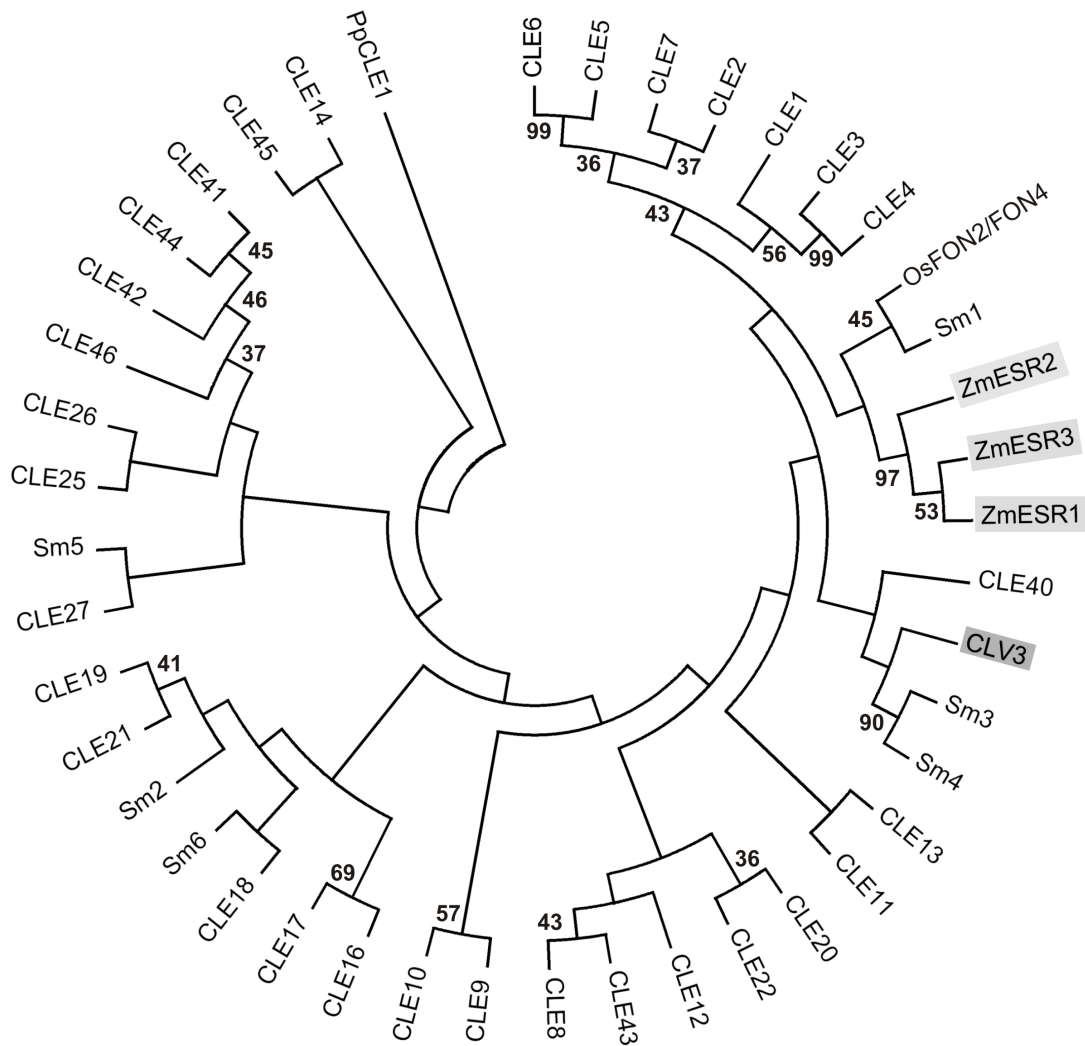 PpCLE1
CLE6
CLE5
CLE7
CLE2
CLE1
CLE3
CLE4
OsFON2/FON4
Sm1
ZmESR2
ZmESR3
ZmESR1
CLE40
CLV3
Sm3
Sm4
CLE13
CLE11
CLE20
CLE22
CLE12
CLE43
CLE8
CLE9
CLE10
CLE16
CLE17
CLE18
Sm6
Sm2
CLE21
CLE19
CLE27
Sm5
CLE25
CLE26
CLE46
CLE42
CLE44
CLE41
CLE45
CLE14
99
36
37
43
56
99
45
97
53
90
36
43
57
69
41
37
46
45